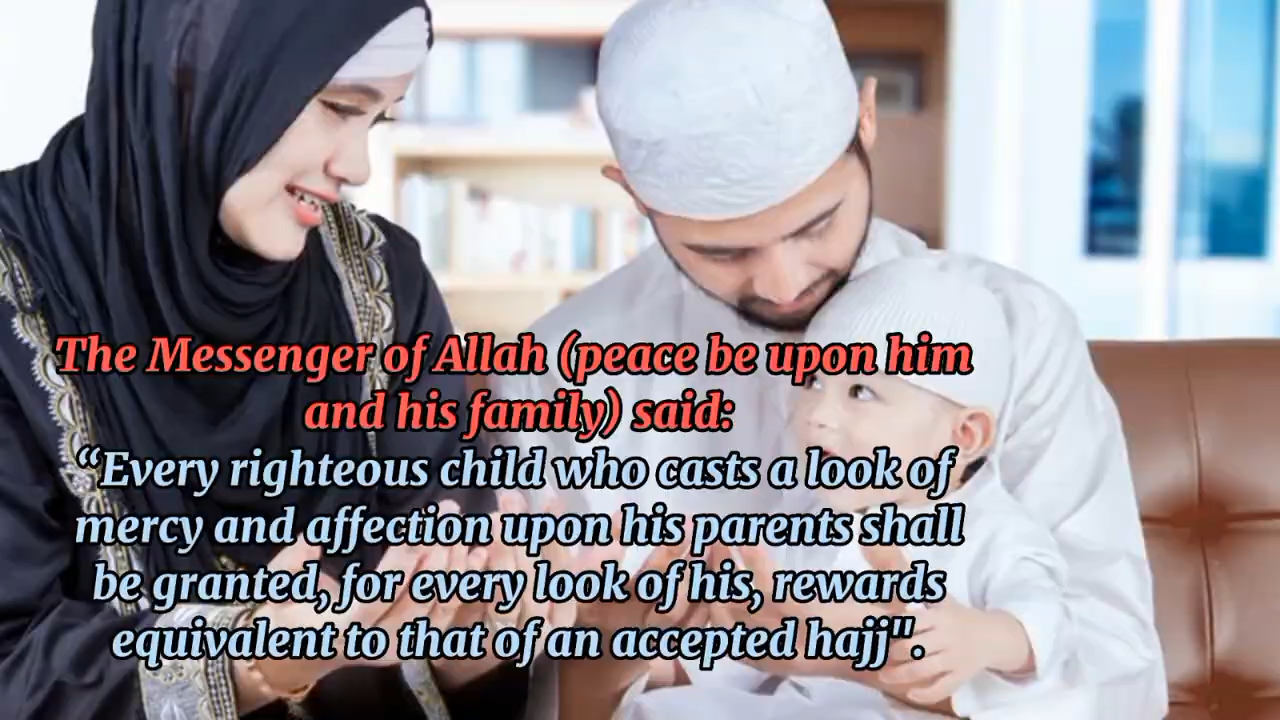 The Messenger of Allah (peace be upon him
and his family) said:
“Every righteous child who casts a look of
mercy and affection upon his parents shall
be granted, for every look of his, rewards
equivalent to that of an accepted hajj".